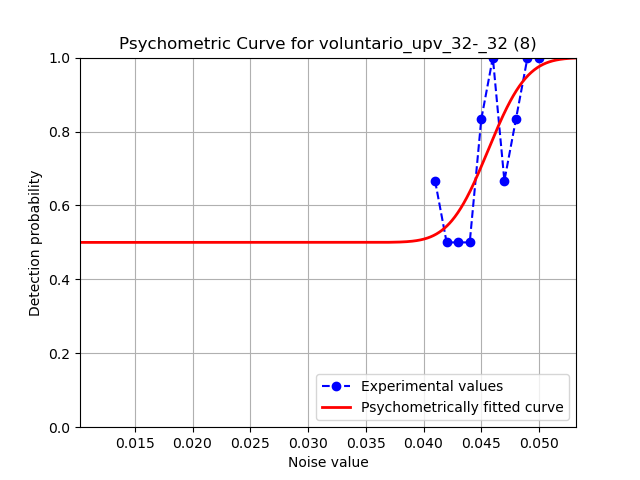 Psychometric Curve for voluntario_upv_32-_32 (8)
1.0
0.8
0.6
0.4
0.2
0.0
Detection probability
Experimental values
Psychometrically fitted curve
0.015 0.020 0.025 0.030 0.035 0.040 0.045 0.050
Noise value